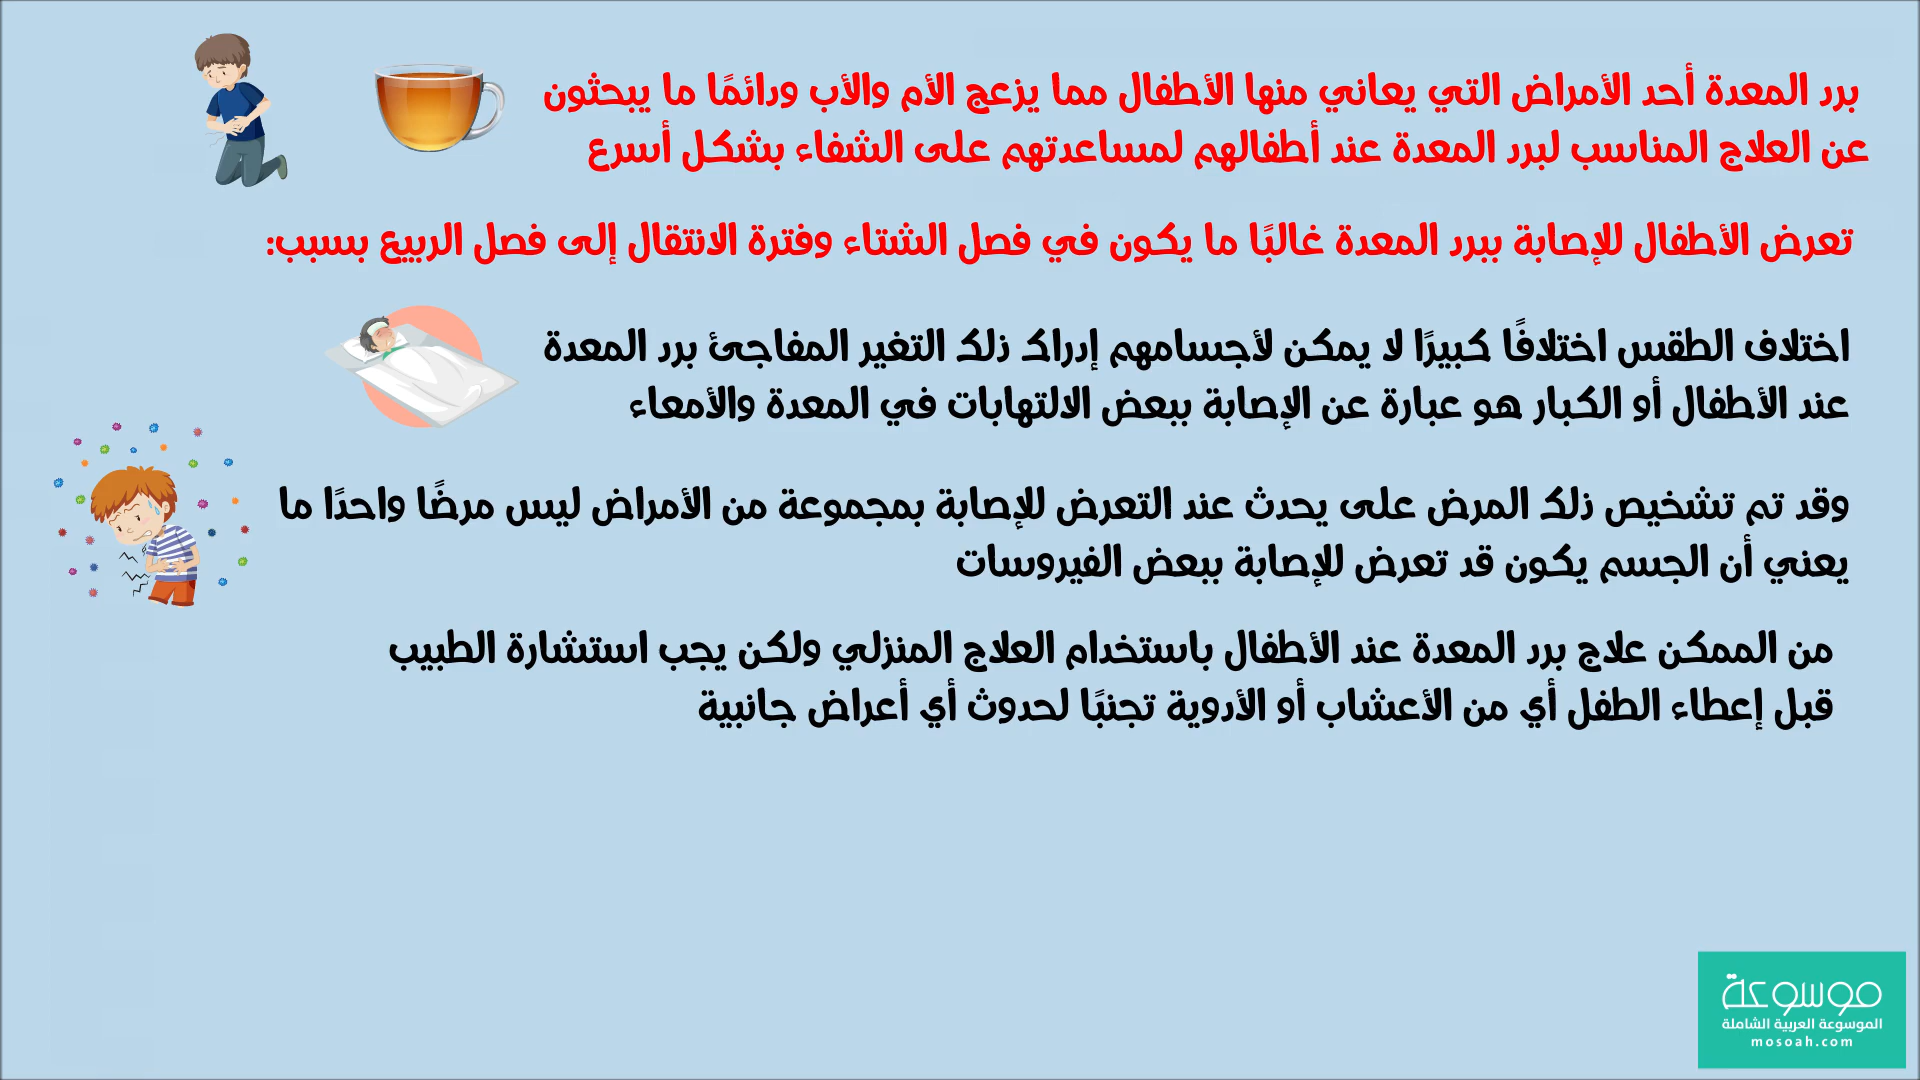 برد المعدة أحد الأمراض التي يعاني منها الأطفال مما يزعج الأم والأب ودائمًا ما يبحثون
عن العلاج المناسب لبرد المعدة عند أطفالهم لمساعدتهم على الشفاء بشكل أسرع
تعرض الأطفال للإصابة ببرد المعدة غالبًا ما يكون في فصل الشتاء وفترة الانتقال إلى فصل الربيع بسبب:
اختلاف الطقس اختلافًا كبيرًا لا يمكن لأجسامهم إدراك ذلك التغير المفاجئ برد المعدة
عند الأطفال أو الكبار هو عبارة عن الإصابة ببعض الالتهابات في المعدة والأمعاء
وقد تم تشخيص ذلك المرض على يحدث عند التعرض للإصابة بمجموعة من الأمراض ليس مرضًا واحدًا ما
يعني أن الجسم يكون قد تعرض للإصابة ببعض الفيروسات
من الممكن علاج برد المعدة عند الأطفال باستخدام العلاج المنزلي ولكن يجب استشارة الطبيب
قبل إعطاء الطفل أي من الأعشاب أو الأدوية تجنبًا لحدوث أي أعراض جانبية
موسوعة
الموسوعة العربية الشاملة
mosoah.com